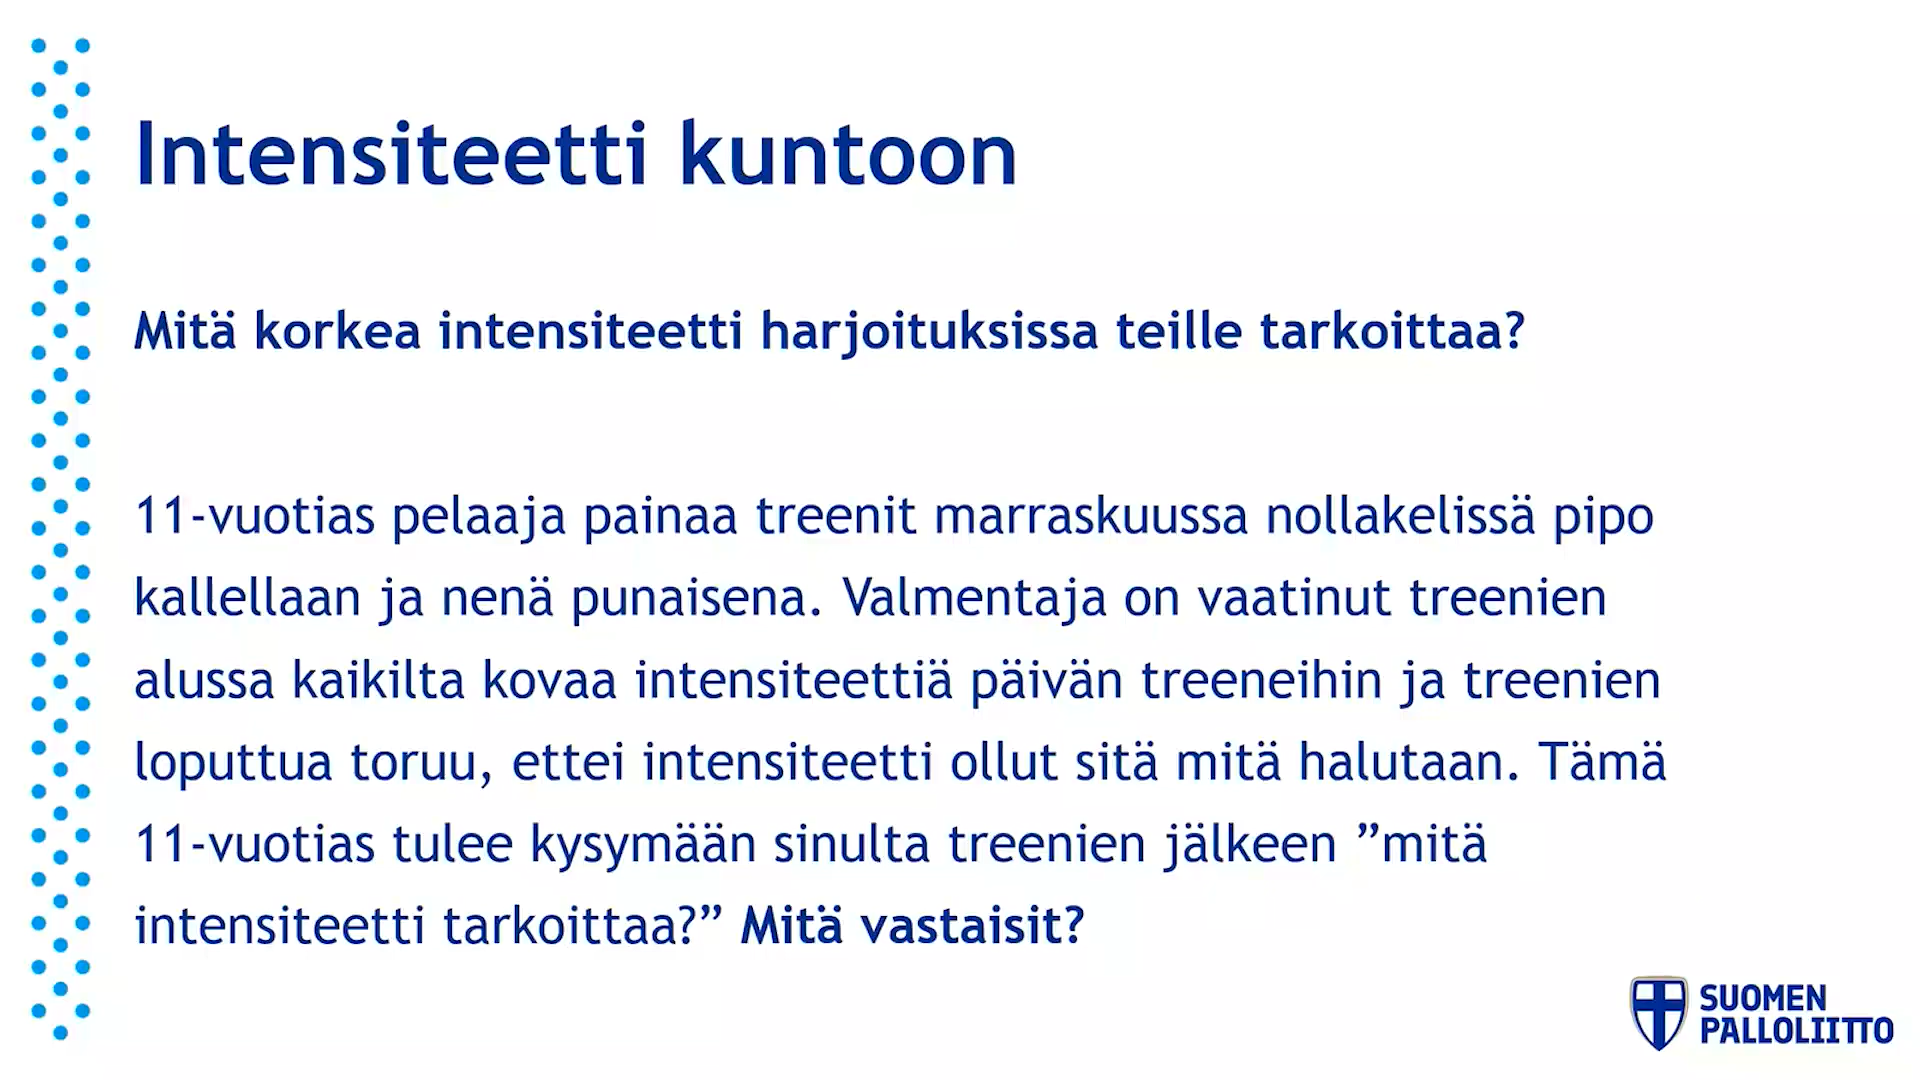 Intensiteetti kuntoon
Mitä korkea intensiteetti harjoituksissa teille tarkoittaa?
11-vuotias pelaaja painaa treenit marraskuussa nollakelissä pipo
kallellaan ja nenä punaisena. Valmentaja on vaatinut treenien
alussa kaikilta kovaa intensiteettiä päivän treeneihin ja treenien
loputtua toruu, ettei intensiteetti ollut sitä mitä halutaan. Tämä
11-vuotias tulee kysymään sinulta treenien jälkeen ”mitä
intensiteetti tarkoittaa?” Mitä vastaisit?
SUOMEN
PALLOLIITTO